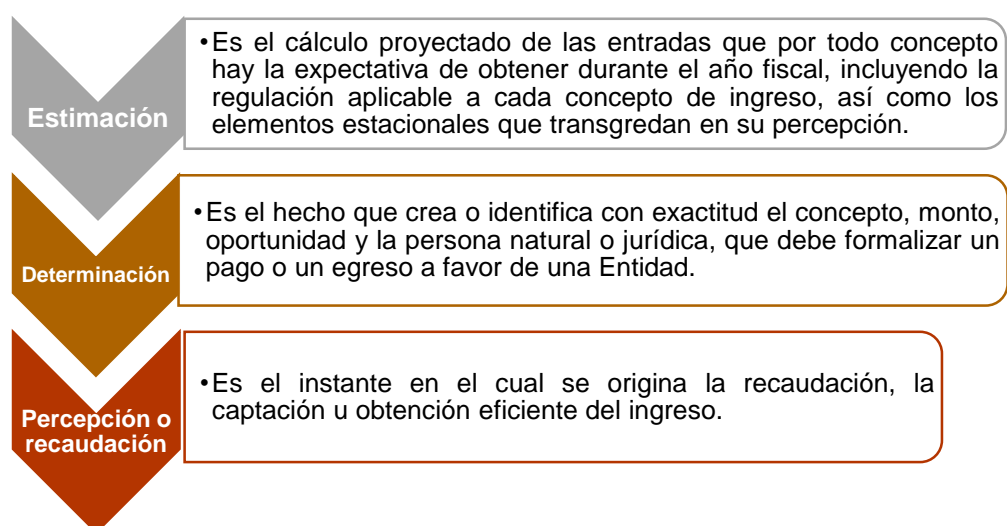 Estimación
•Es el cálculo proyectado de las entradas que por todo concepto
hay la expectativa de obtener durante el año fiscal, incluyendo la
regulación aplicable a cada concepto de ingreso, así como los
elementos estacionales que transgredan en su percepción.
Determinación
•Es el hecho que crea o identifica con exactitud el concepto, monto,
oportunidad y la persona natural o jurídica, que debe formalizar un
pago o un egreso a favor de una Entidad.
Percepción o
recaudación
•Es el instante en el cual se origina la recaudación, la
captación u obtención eficiente del ingreso.